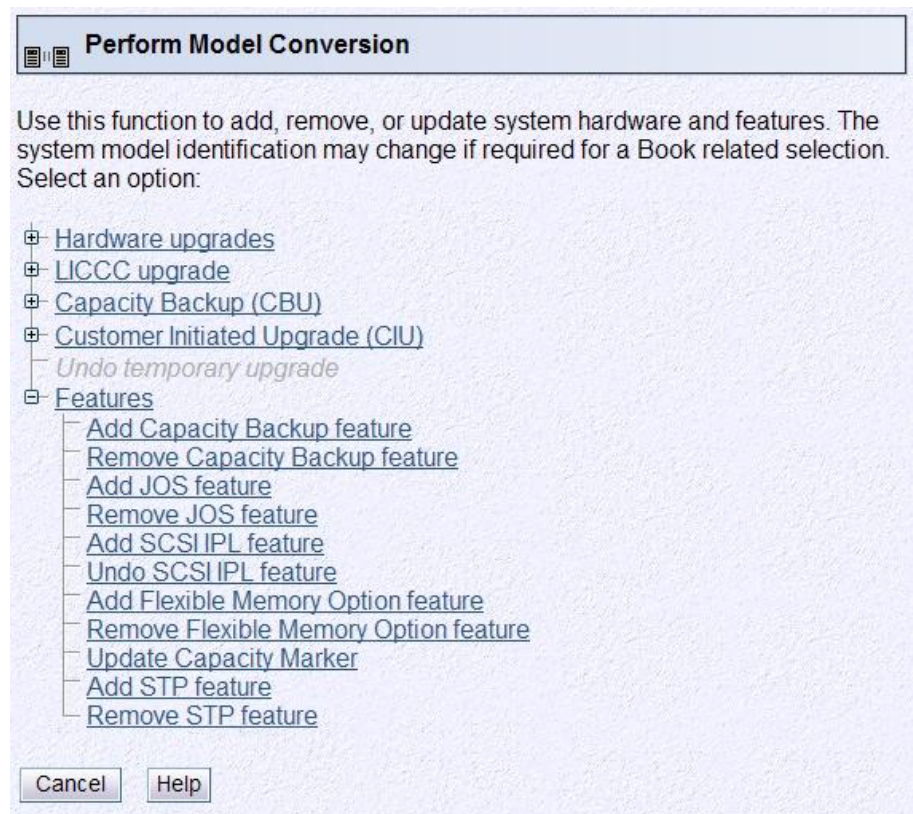 Perform Model Conversion
Use this function to add, remove, or update system hardware and features. The
system model identification may change if required for a Book related selection.
Select an option:
Hardware upgrades
LICCC upgrade
Capacity Backup (CBU)
Customer Initiated Upgrade (CIU)
Undo temporary upgrade
Features
Add Capacity Backup feature
Remove Capacity Backup feature
Add JOS feature
Remove JOS feature
Add SCSI IPL feature
Undo SCSI IPL feature
Add Flexible Memory Option feature
Remove Flexible Memory Option feature
Update Capacity Marker
Add STP feature
Remove STP feature
Cancel Help